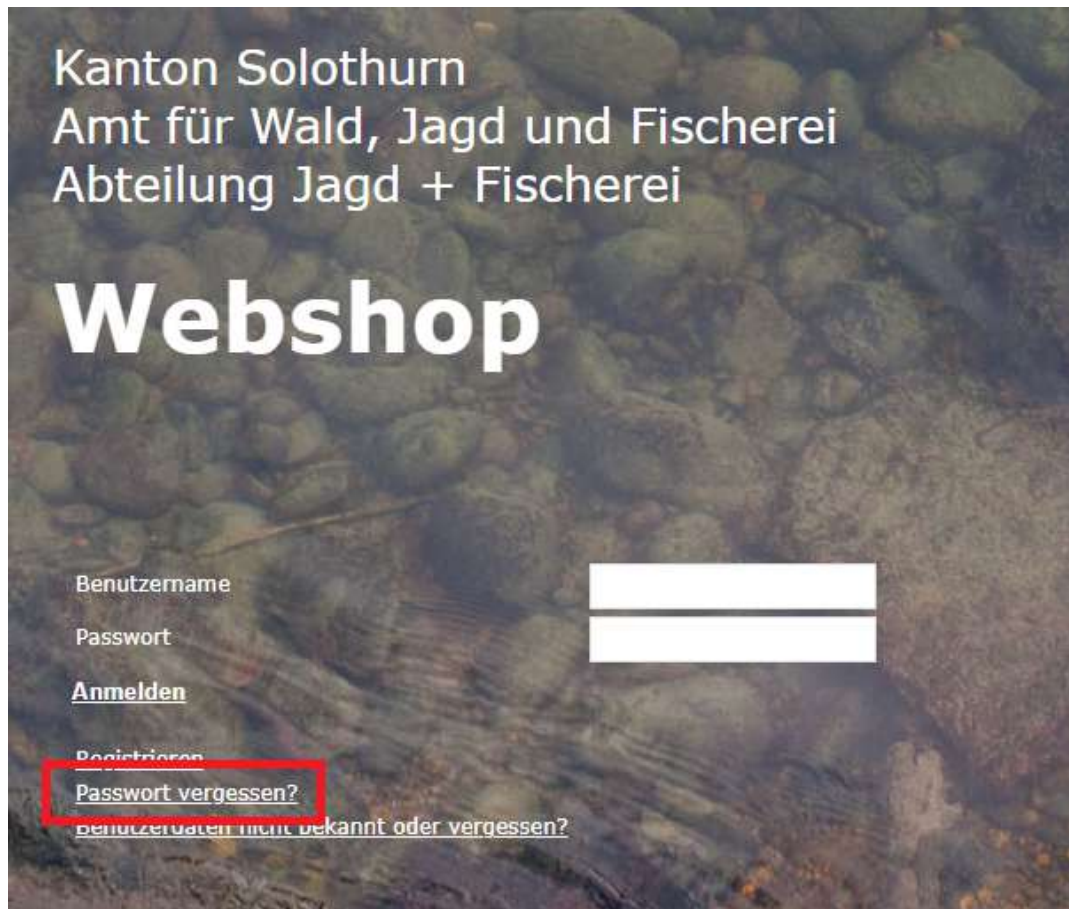 Kanton Solothurn
Amt für Wald, Jagd und Fischerei
Abteilung Jagd + Fischerei
Webshop
Benutzername
Passwort
Anmelden
Registrieren
Passwort vergessen?
Benutzerdaten nicht bekannt oder vergessen?